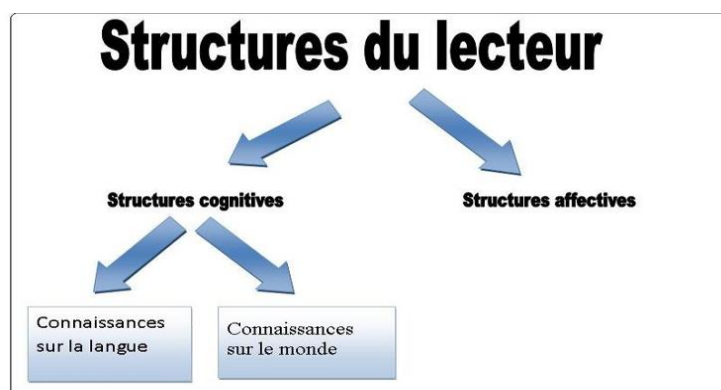 Structures du lecteur
Structures cognitives
Structures affectives
Connaissances
sur la langue
Connaissances
sur le monde